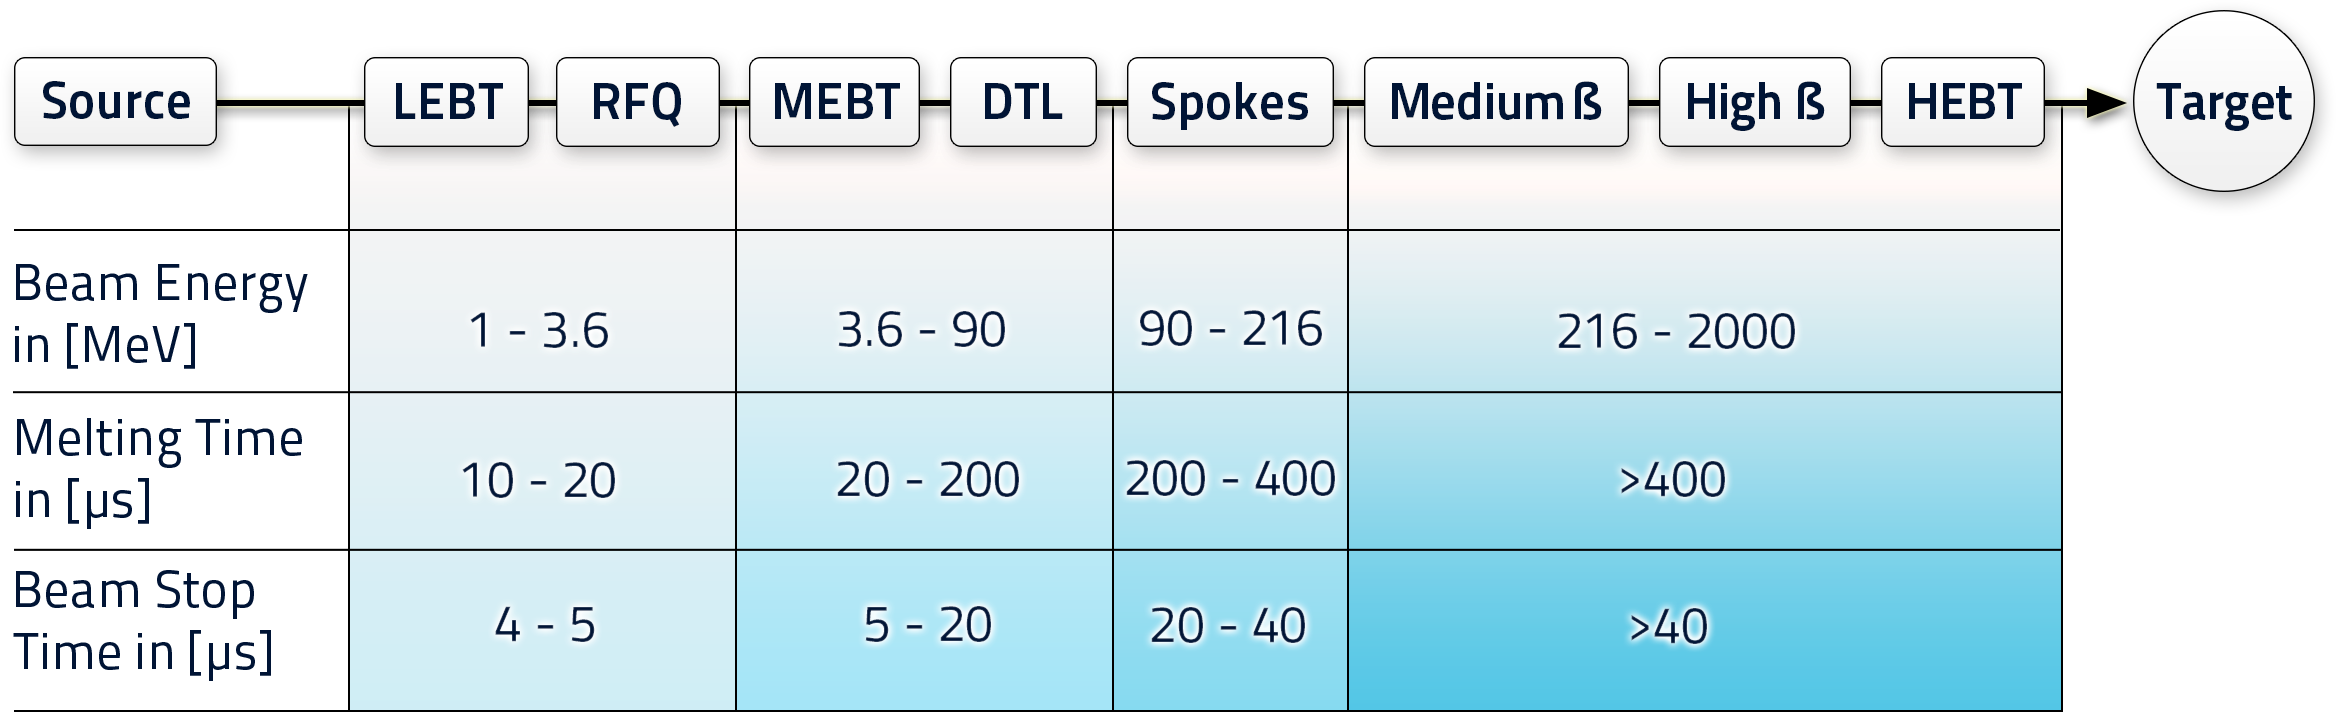 Source LEBT RFQ MEBT DTL Spokes Medium ß High ß HEBT Target
Beam Energy
in [MeV]
1 - 3.6
3.6 - 90
90 - 216
216 - 2000
Melting Time
in [µs]
10 - 20
20 - 200
200 - 400
>400
Beam Stop
Time in [µs]
4 - 5
5 - 20
20 - 40
>40